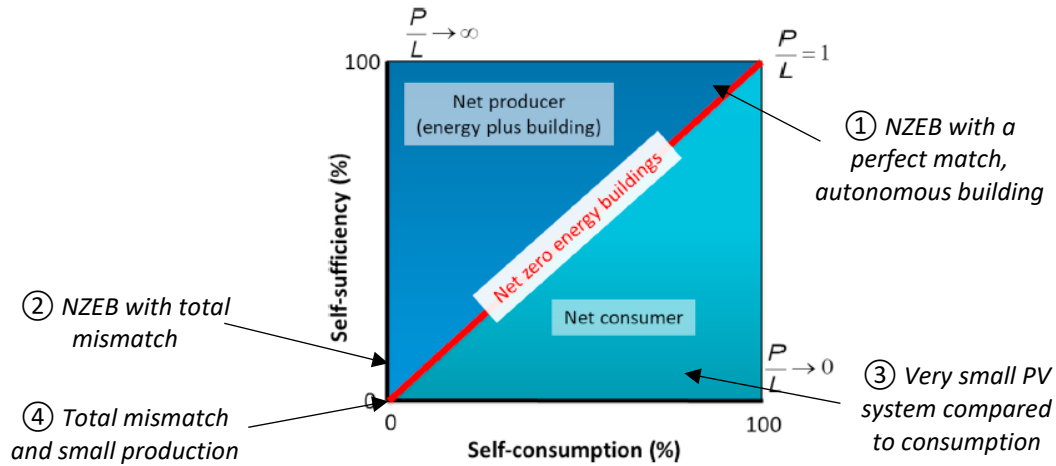 P/L → ∞
P/L = 1
100
Net producer
(energy plus building)
① NZEB with a
perfect match,
autonomous building
Self-sufficiency (%)
Net zero energy buildings
② NZEB with total
mismatch
Net consumer
P/L → 0
③ Very small PV
system compared
to consumption
0
④ Total mismatch
and small production
0
100
Self-consumption (%)